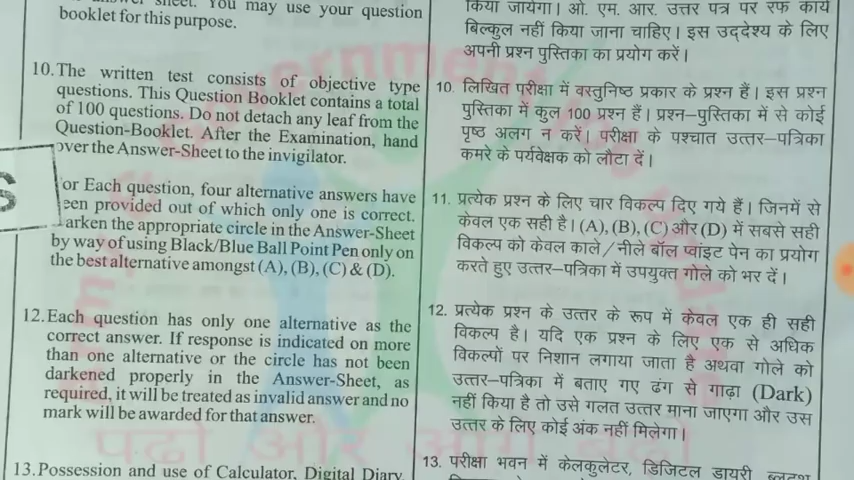 sheet. You may use your question
booklet for this purpose.
10. The written test consists of objective type
questions. This Question Booklet contains a total
of 100 questions. Do not detach any leaf from the
Question-Booklet. After the Examination, hand
over the Answer-Sheet to the invigilator.
or Each question, four alternative answers have
een provided out of which only one is correct.
arken the appropriate circle in the Answer-Sheet
by way of using Black/Blue Ball Point Pen only on
the best alternative amongst (A), (B), (C) & (D).
12. Each question has only one alternative as the
correct answer. If response is indicated on more
than one alternative or the circle has not been
darkened properly in the Answer-Sheet, as
required, it will be treated as invalid answer and no
mark will be awarded for that answer.
13. Possession and use of Calculator, Digital Diary,
किया जायेगा। ओ. एम. आर. उत्तर पत्र पर रफ कार्य
बिल्कुल नहीं किया जाना चाहिए। इस उद्देश्य के लिए
अपनी प्रश्न पुस्तिका का प्रयोग करें।
10. लिखित परीक्षा में वस्तुनिष्ठ प्रकार के प्रश्न हैं। इस प्रश्न
पुस्तिका में कुल 100 प्रश्न हैं। प्रश्न–पुस्तिका में से कोई
पृष्ठ अलग न करें। परीक्षा के पश्चात उत्तर–पत्रिका
कमरे के पर्यवेक्षक को लौटा दें।
11. प्रत्येक प्रश्न के लिए चार विकल्प दिए गये हैं। जिनमें से
केवल एक सही है। (A), (B), (C) और (D) में सबसे सही
विकल्प को केवल काले/नीले बॉल प्वांइट पेन का प्रयोग
करते हुए उत्तर–पत्रिका में उपयुक्त गोले को भर दें।
12. प्रत्येक प्रश्न के उत्तर के रूप में केवल एक ही सही
विकल्प है। यदि एक प्रश्न के लिए एक से अधिक
विकल्पों पर निशान लगाया जाता है अथवा गोले को
उत्तर–पत्रिका में बताए गए ढंग से गाढ़ा (Dark)
नहीं किया है तो उसे गलत उत्तर माना जाएगा और उस
उत्तर के लिए कोई अंक नहीं मिलेगा।
13. परीक्षा भवन में केलकुलेटर, डिजिटल डायरी
पढ़ो और आगे बढ़ो